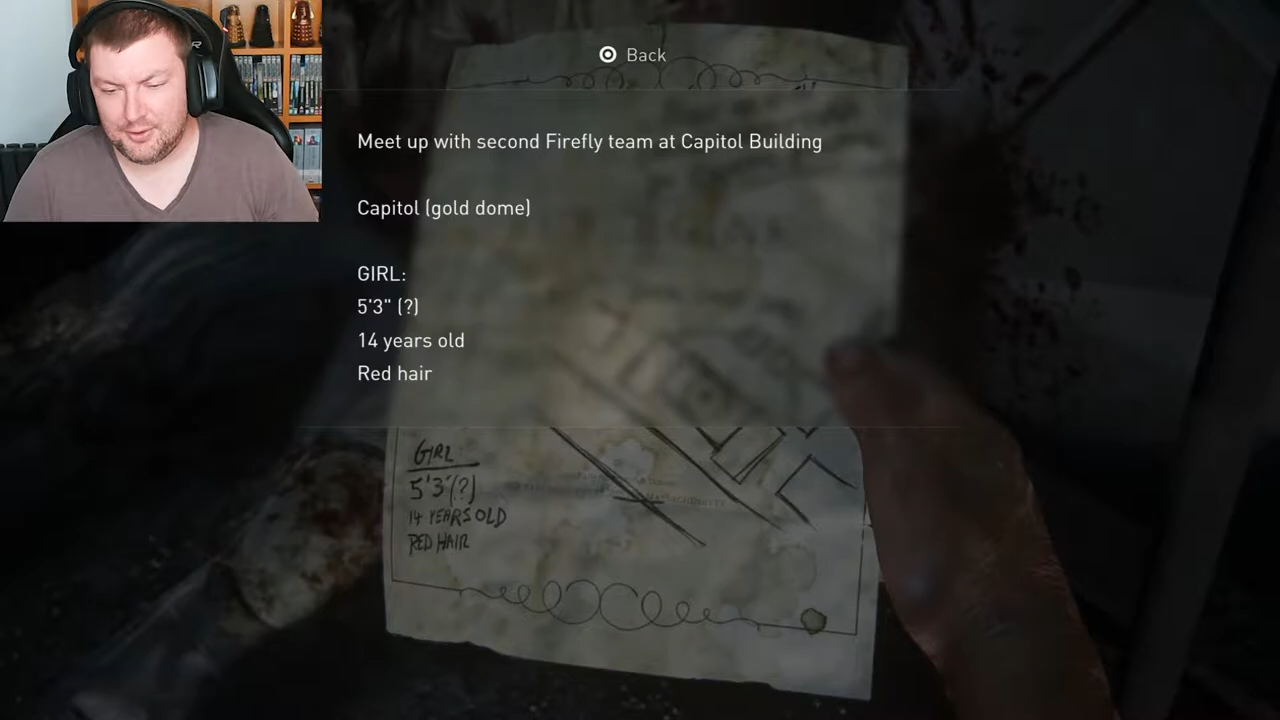 Back
Meet up with second Firefly team at Capitol Building
Capitol (gold dome)
GIRL:
5'3" (?)
14 years old
Red hair
GIRL
5'3"(?)
14 YEARS OLD
RED HAIR